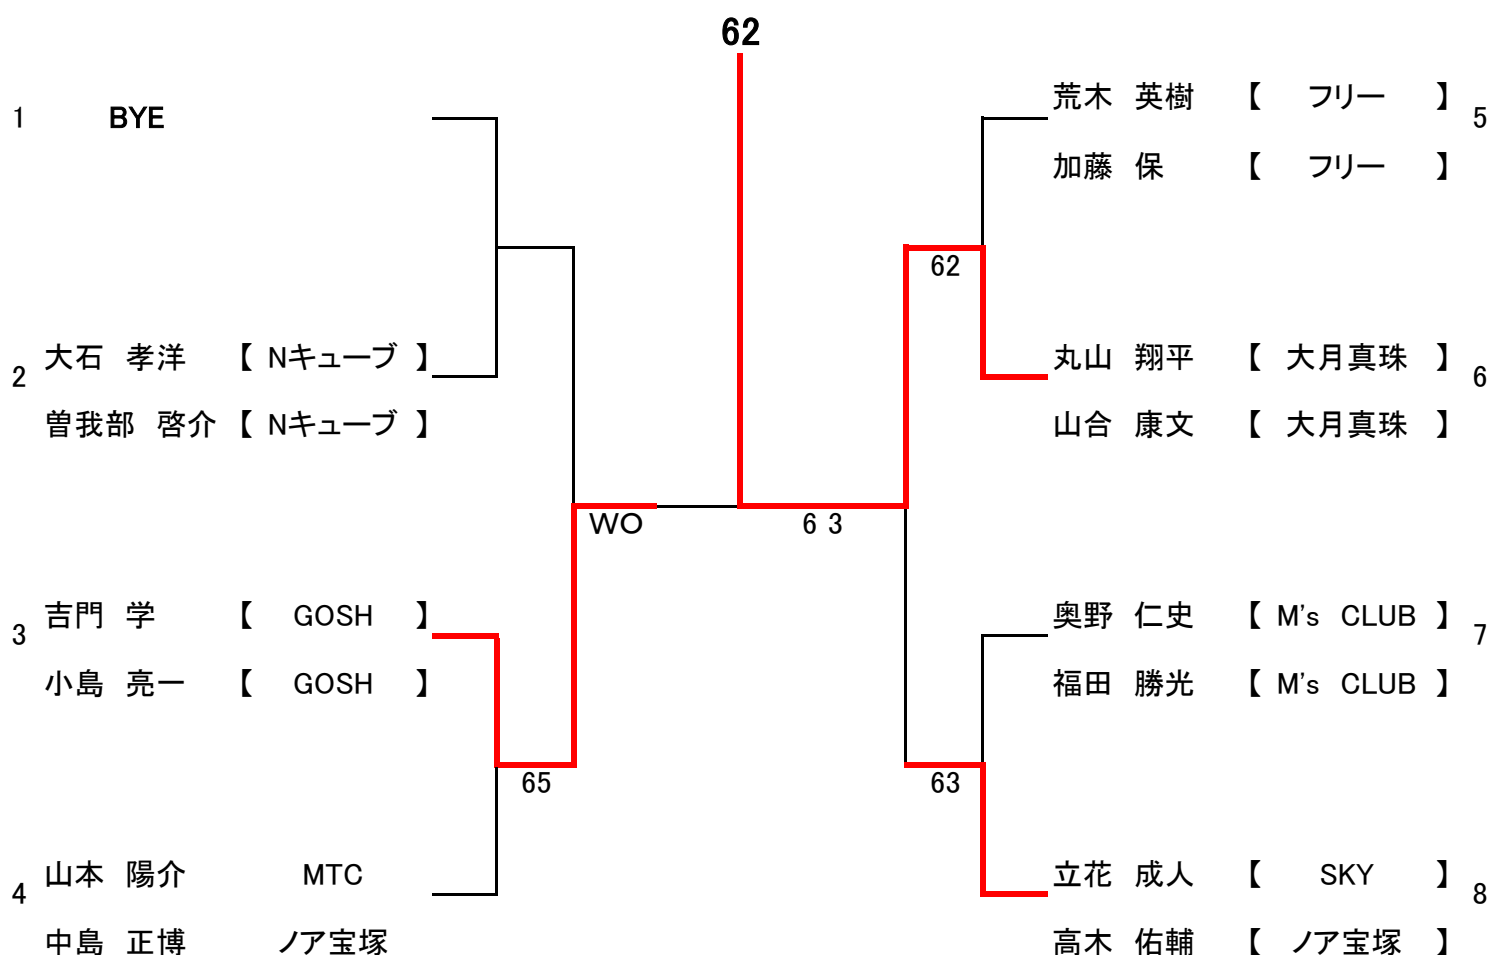 62
1 BYE
2 大石 孝洋 【 Nキューブ 】
曽我部 啓介 【 Nキューブ 】
WO
3 吉門 学 【 GOSH 】
小島 亮一 【 GOSH 】
65
4 山本 陽介 MTC
中島 正博 ノア宝塚
荒木 英樹 【 フリー 】 5
加藤 保 【 フリー 】
62
丸山 翔平 【 大月真珠 】 6
山合 康文 【 大月真珠 】
6 3
奥野 仁史 【 M's CLUB 】 7
福田 勝光 【 M's CLUB 】
63
立花 成人 【 SKY 】 8
高木 佑輔 【 ノア宝塚 】